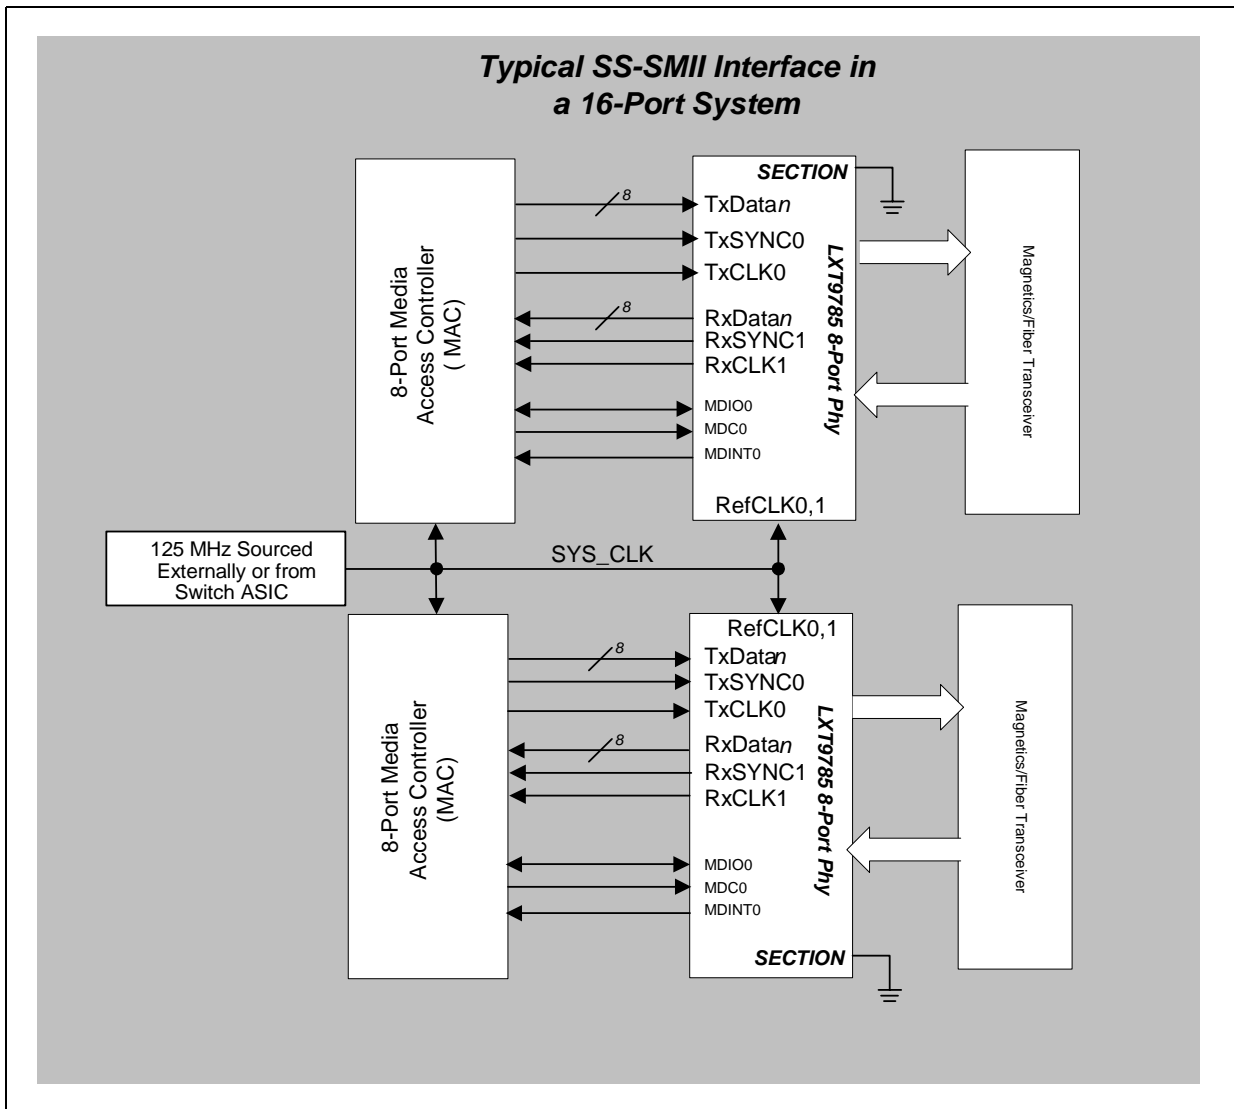 Typical SS-SMII Interface in
a 16-Port System
8-Port Media
Access Controller
( MAC)
8
8
SECTION
TxDatan
TxSYNC0
TxCLK0
RxDatan
RxSYNC1
RxCLK1
MDIO0
MDC0
MDINT0
LXT9785 8-Port Phy
RefCLK0,1
Magnetics/Fiber Transceiver
125 MHz Sourced
Externally or from
Switch ASIC
SYS_CLK
8-Port Media
Access Controller
(MAC)
8
8
RefCLK0,1
TxDatan
TxSYNC0
TxCLK0
RxDatan
RxSYNC1
RxCLK1
MDIO0
MDC0
MDINT0
LXT9785 8-Port Phy
SECTION
Magnetics/Fiber Transceiver